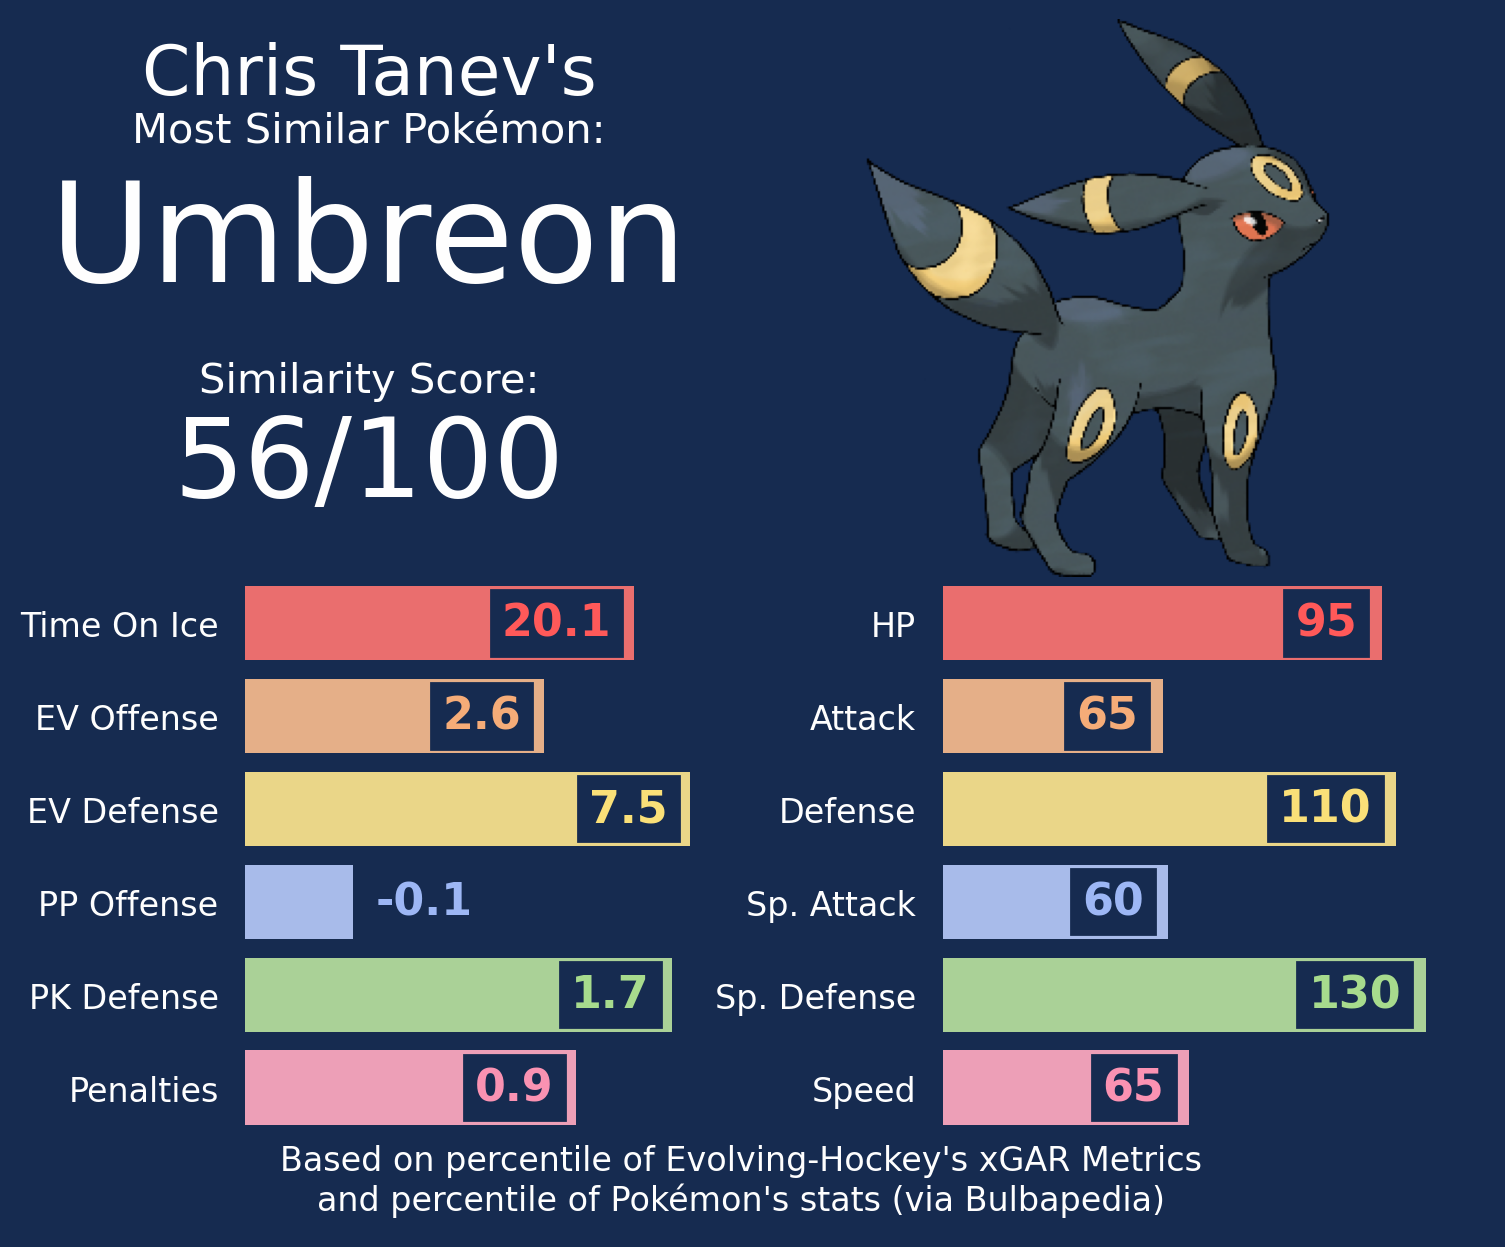 Chris Tanev's
Most Similar Pokémon:
Umbreon
Similarity Score:
56/100
Time On Ice 20.1
EV Offense 2.6
EV Defense 7.5
PP Offense -0.1
PK Defense 1.7
Penalties 0.9
HP 95
Attack 65
Defense 110
Sp. Attack 60
Sp. Defense 130
Speed 65
Based on percentile of Evolving-Hockey's xGAR Metrics
and percentile of Pokémon's stats (via Bulbapedia)